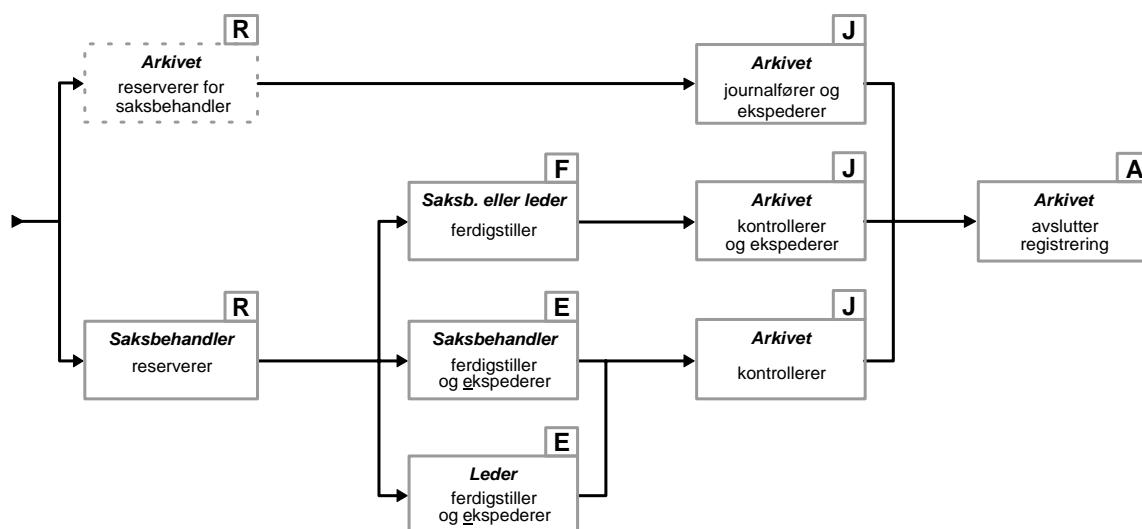 R
Arkivet
reserverer for
saksbehandler
J
Arkivet
journalfører og
ekspederer
F
Saksb. eller leder
ferdigstiller
J
Arkivet
kontrollerer
og ekspederer
A
Arkivet
avslutter
registrering
R
Saksbehandler
reserverer
E
Saksbehandler
ferdigstiller
og ekspederer
J
Arkivet
kontrollerer
E
Leder
ferdigstiller
og ekspederer